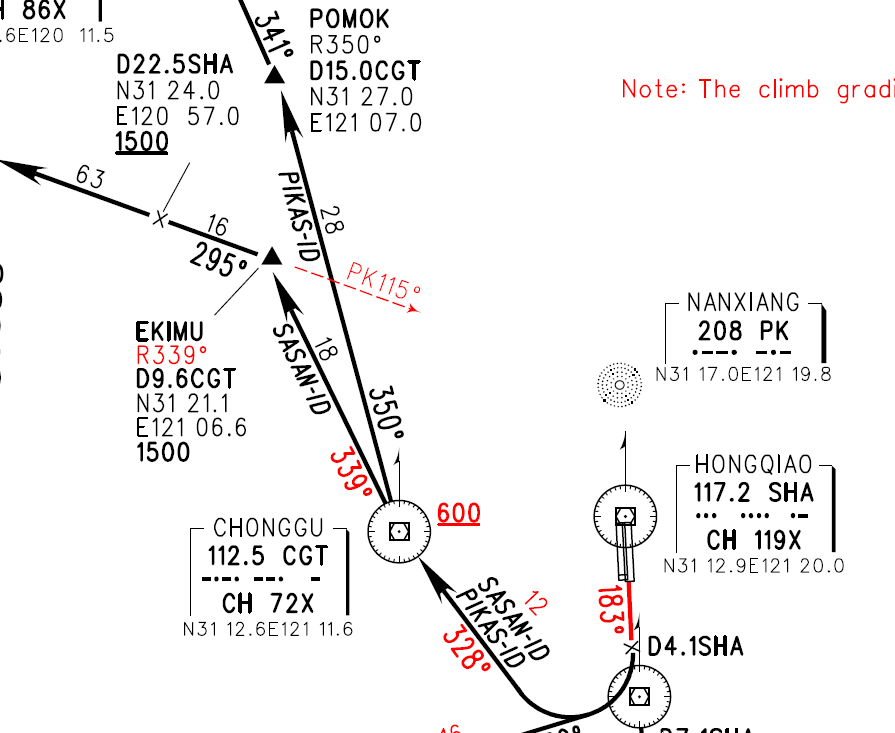 H 86X
.6E120 11.5
341°
POMOK
R350°
D15.0CGT
N31 27.0
E121 07.0
D22.5SHA
N31 24.0
E120 57.0
1500
Note: The climb gradi
63
16
295°
PIKAS-ID
28
PK115°
EKIMU
R339°
D9.6CGT
N31 21.1
E121 06.6
1500
SASAN-ID
18
339°
350°
NANXIANG
208 PK
N31 17.0E121 19.8
HONGQIAO
117.2 SHA
CH 119X
N31 12.9E121 20.0
600
CHONGGU
112.5 CGT
CH 72X
N31 12.6E121 11.6
SASAN-ID
PIKAS-ID
12
328°
183°
D4.1SHA